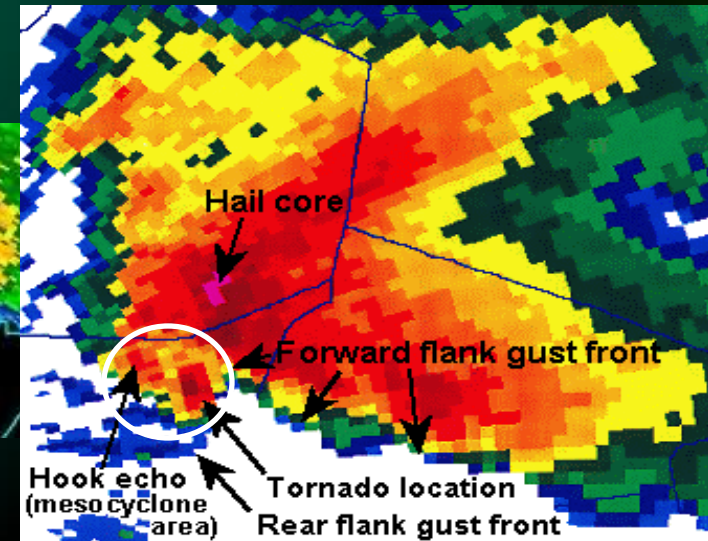 Hail core
Forward flank gust front
Hook echo
(mesocyclone
area)
Tornado location
Rear flank gust front